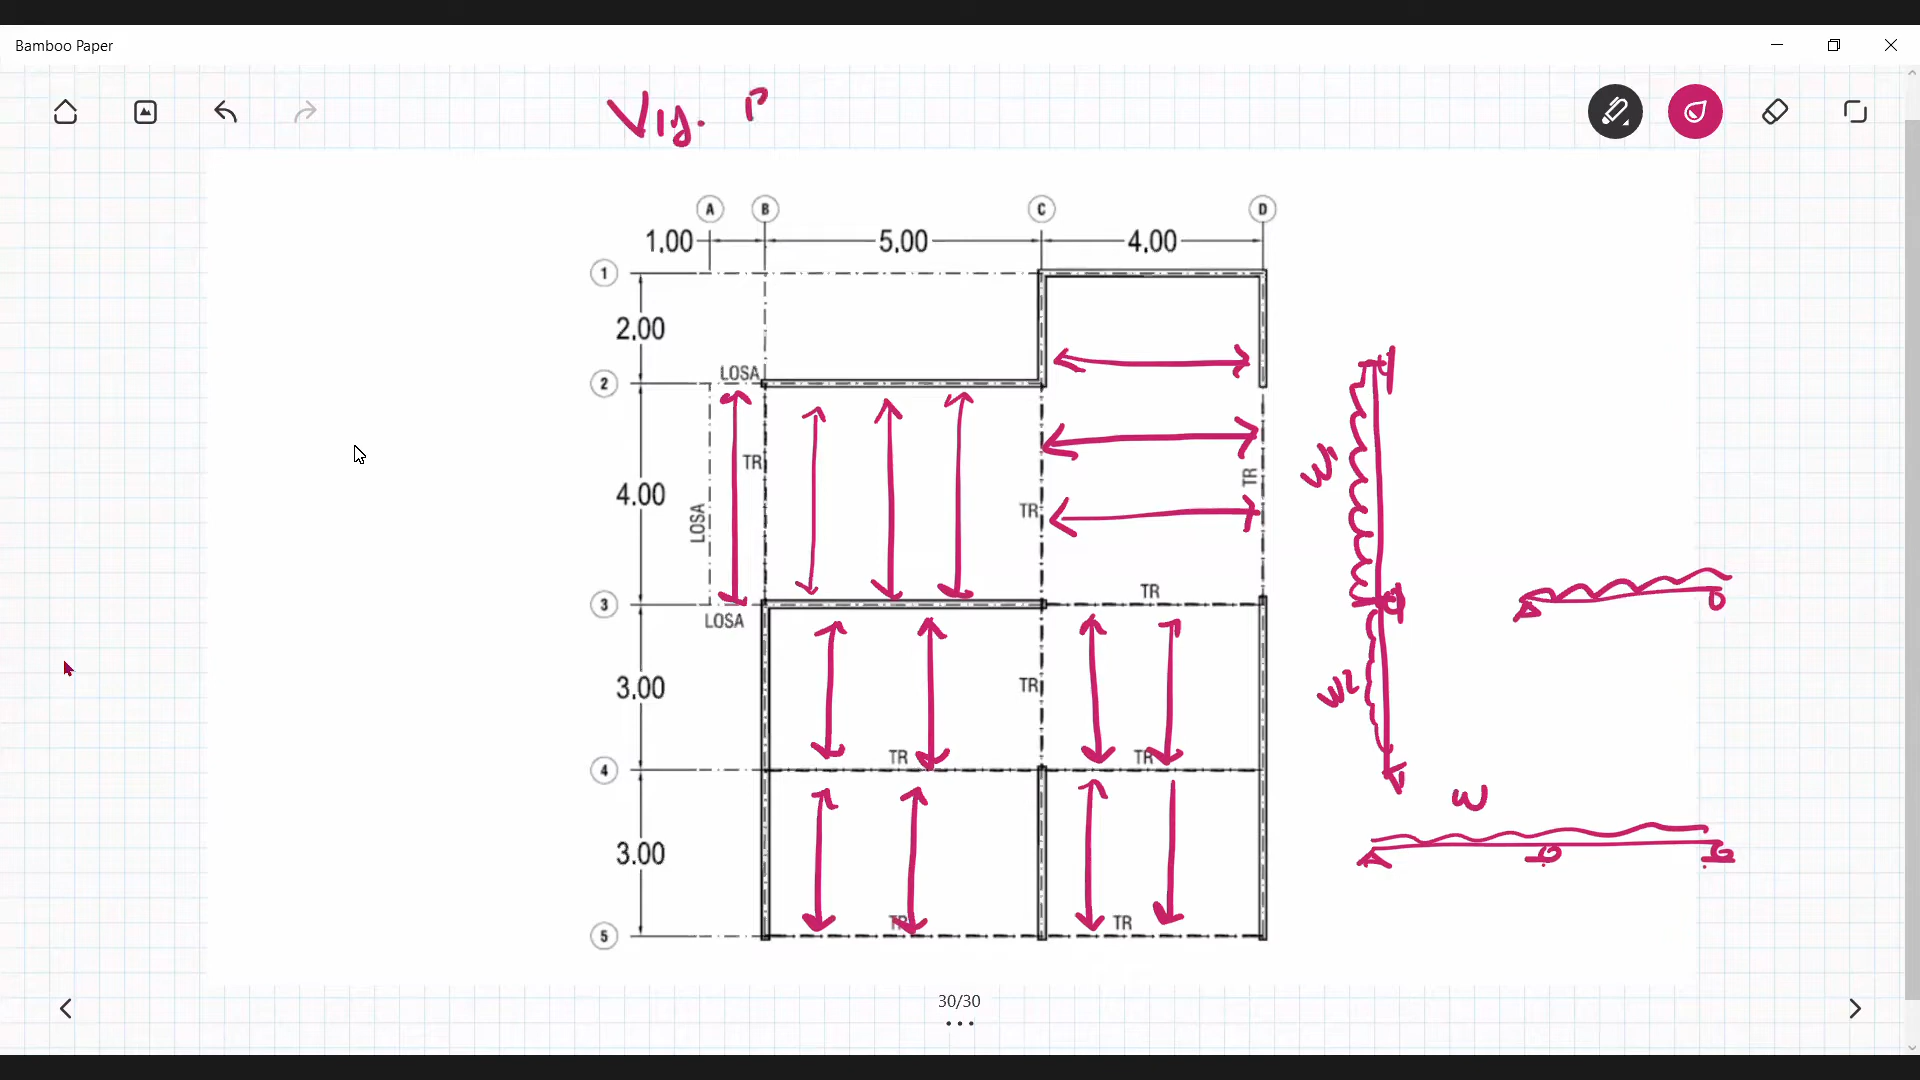 Bamboo Paper
Vig. P
A B C D
1,00 5,00 4,00
1
2,00
2 LOSA
TR
4,00 TR
LOSA TR
W1
3 TR
LOSA
3,00 TR
W2
TR TR
4
W
3,00
TR TR
5
30/30